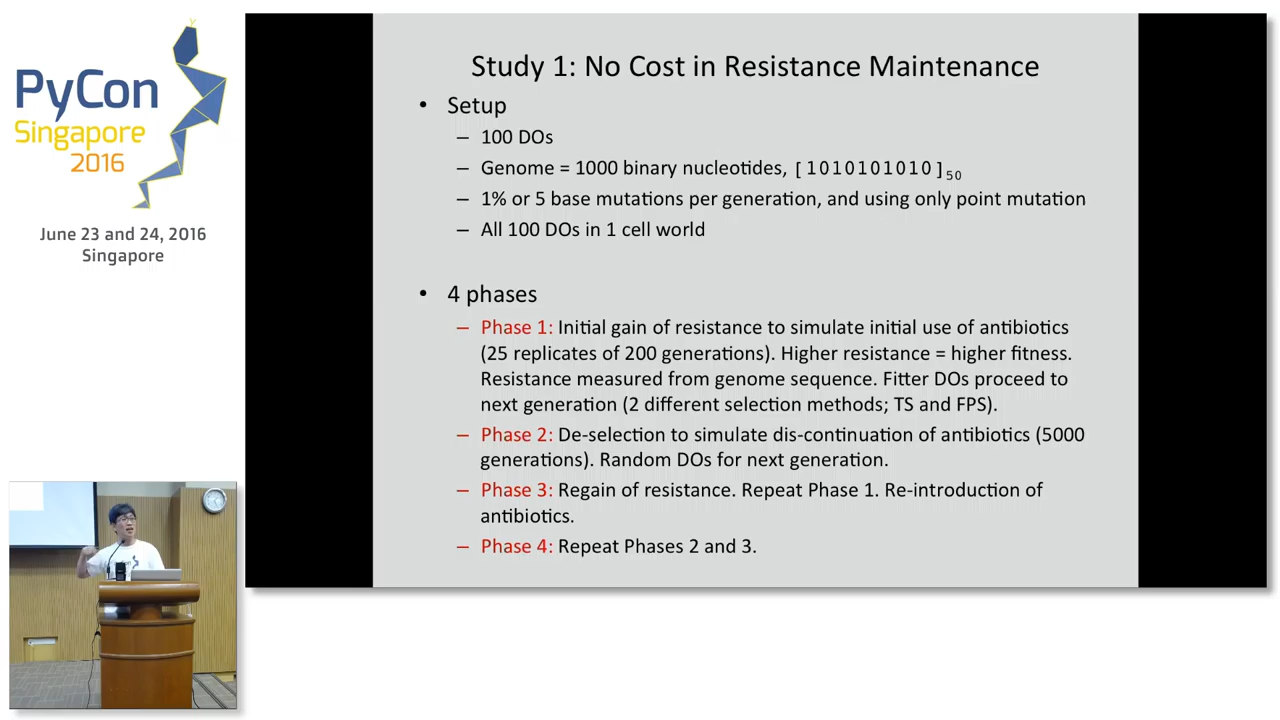 PyCon
Singapore
2016
June 23 and 24, 2016
Singapore
Study 1: No Cost in Resistance Maintenance
• Setup
– 100 DOs
– Genome = 1000 binary nucleotides, [1010101010]50
– 1% or 5 base mutations per generation, and using only point mutation
– All 100 DOs in 1 cell world
• 4 phases
– Phase 1: Initial gain of resistance to simulate initial use of antibiotics
(25 replicates of 200 generations). Higher resistance = higher fitness.
Resistance measured from genome sequence. Fitter DOs proceed to
next generation (2 different selection methods; TS and FPS).
– Phase 2: De-selection to simulate dis-continuation of antibiotics (5000
generations). Random DOs for next generation.
– Phase 3: Regain of resistance. Repeat Phase 1. Re-introduction of
antibiotics.
– Phase 4: Repeat Phases 2 and 3.